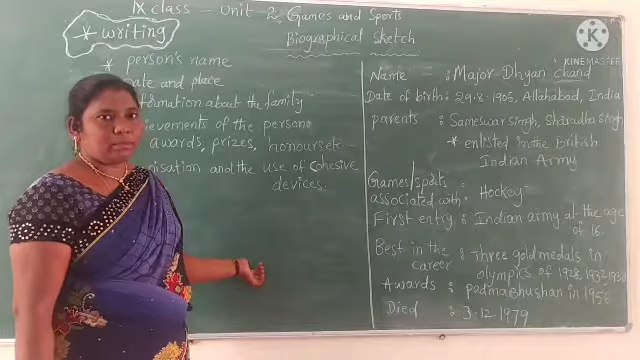 IX class - Unit - 2, Games and Sports
Biographical Sketch
* writing
* person's name
Date and place
information about the family
achievements of the person
awards, prizes, honours etc
organisation and the use of Cohesive
devices.
Name : Major Dhyan chand
Date of birth : 29.8.1905, Allahabad, India
parents : Sameswar singh, Sharadha singh
* enlisted in the British
Indian Army
Games/spots
associated with : Hockey
First entry : Indian army at the age
of 16.
Best in the
career : Three gold medals in
olympics of 1928, 1932, 1936
Awards : padma Bhushan in 1956
Died : 3.12.1979
K
KINEMASTER